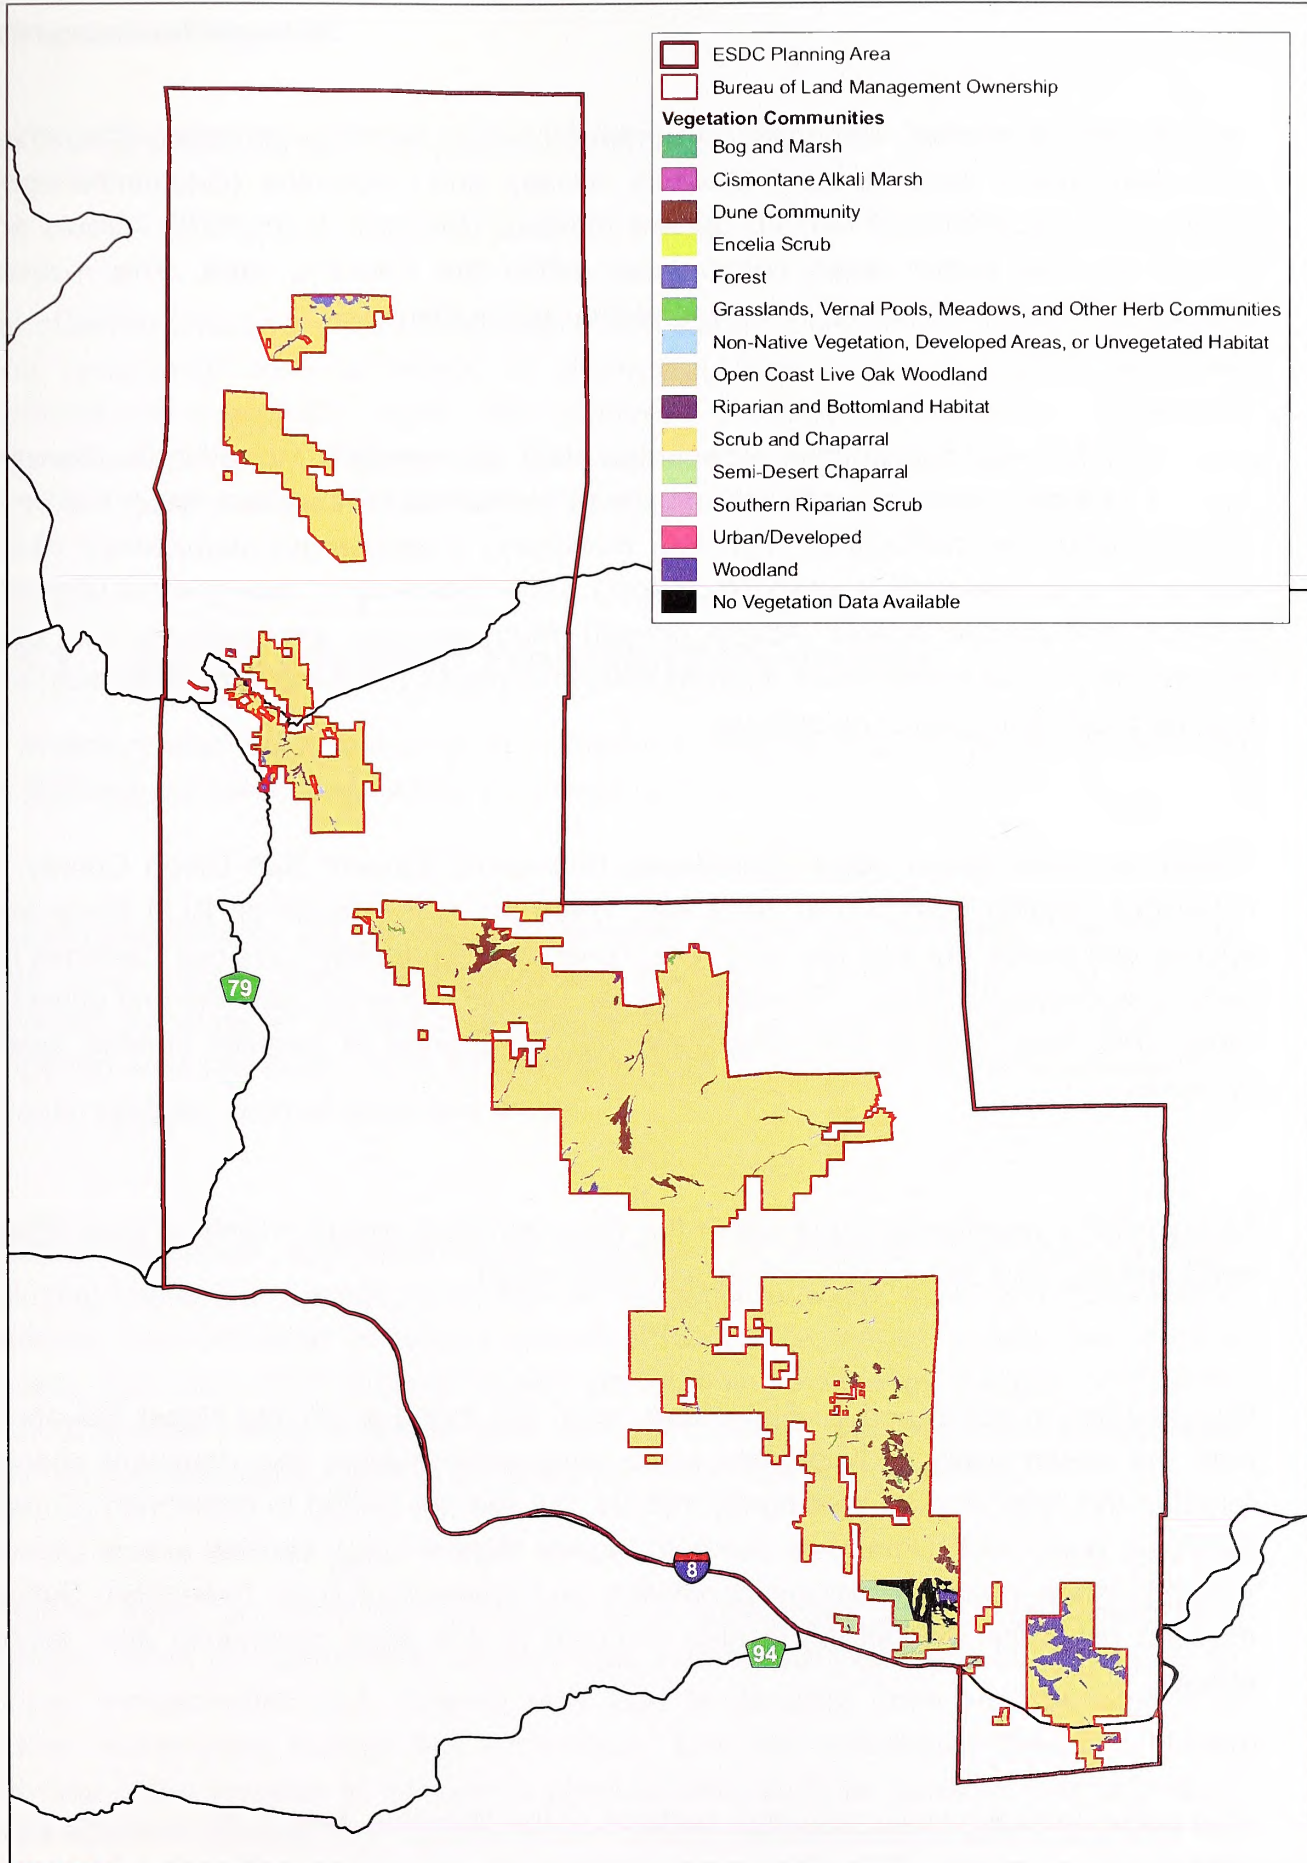 ESDC Planning Area
Bureau of Land Management Ownership
Vegetation Communities
Bog and Marsh
Cismontane Alkali Marsh
Dune Community
Encelia Scrub
Forest
Grasslands, Vernal Pools, Meadows, and Other Herb Communities
Non-Native Vegetation, Developed Areas, or Unvegetated Habitat
Open Coast Live Oak Woodland
Riparian and Bottomland Habitat
Scrub and Chaparral
Semi-Desert Chaparral
Southern Riparian Scrub
Urban/Developed
Woodland
No Vegetation Data Available
79
8
94